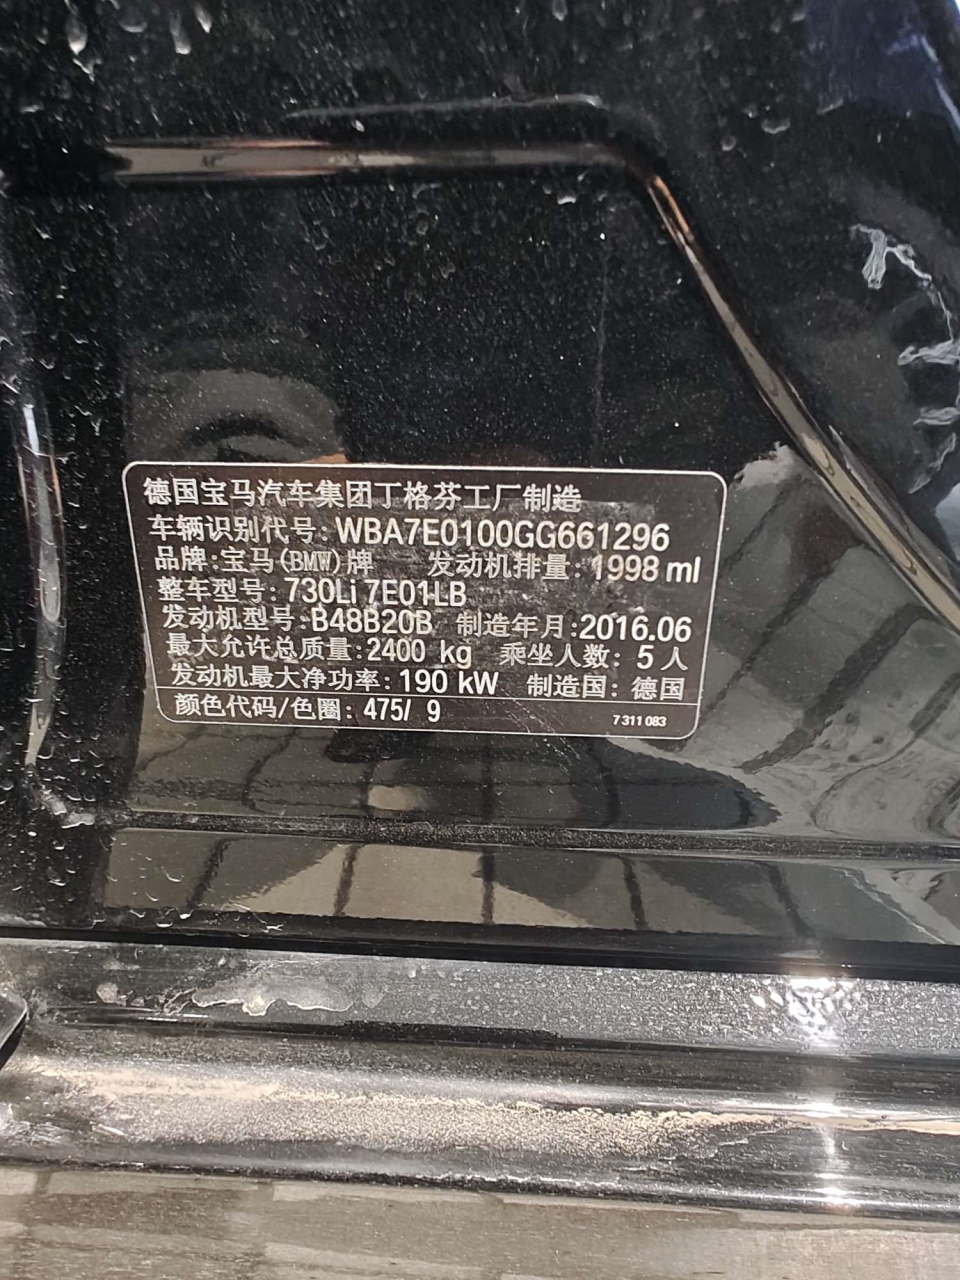 德国宝马汽车集团丁格芬工厂制造
车辆识别代号: WBA7E0100GG661296
品牌:宝马(BMW)牌 发动机排量: 1998 ml
整车型号: 730Li 7E01LB
发动机型号:B48B20B 制造年月:2016.06
最大允许总质量:2400 kg 乘坐人数: 5人
发动机最大净功率:190 kW 制造国: 德国
颜色代码/色圈: 475/ 9 7 311 083